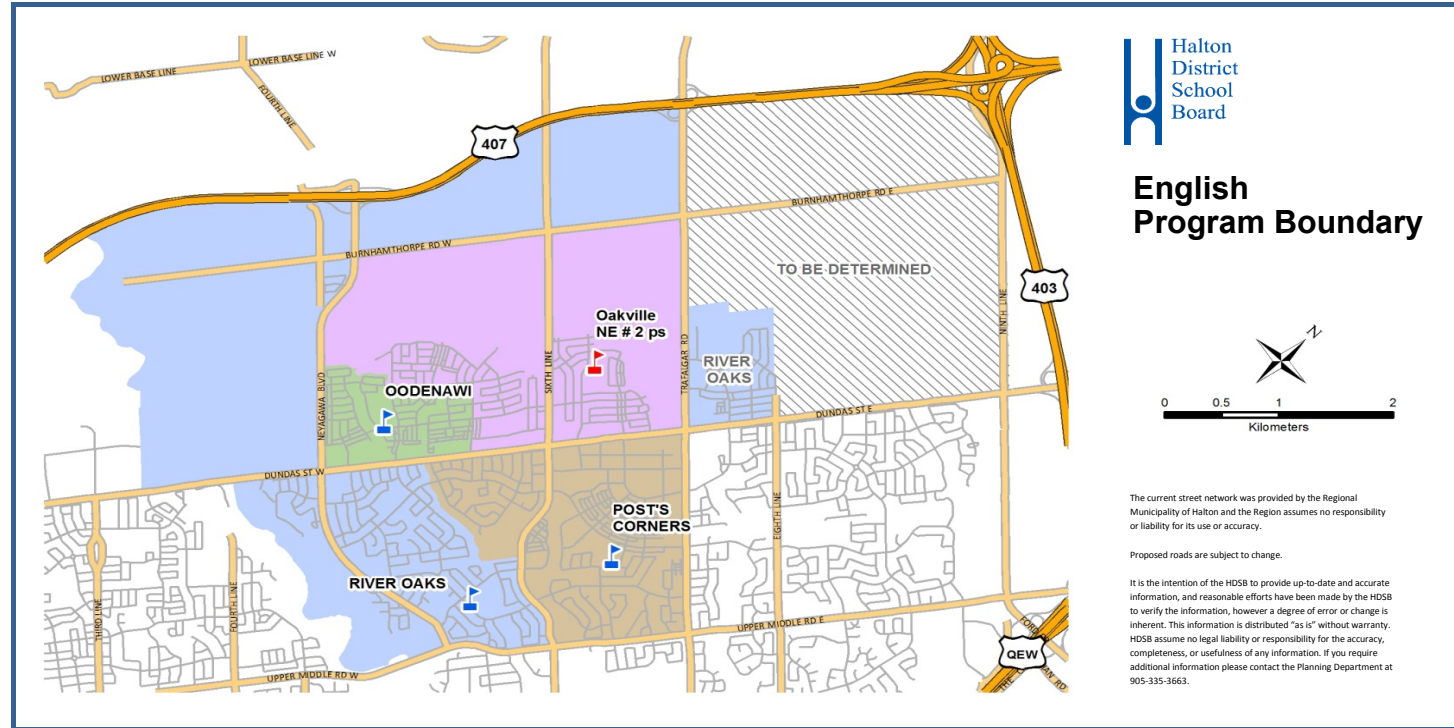 LOWER BASE LINE
LOWER BASE LINE W
FOURTH LINE
407
BURNHAMTHORPE RD W
BURNHAMTHORPE RD E
TO BE DETERMINED
403
NINTH LINE
Oakville
NE # 2 ps
SIXTH LINE
TRAFALGAR RD
RIVER
OAKS
NEYAGAWA BLVD
OODENAWI
DUNDAS ST E
DUNDAS ST W
POST'S
CORNERS
EIGHTH LINE
RIVER OAKS
THIRD LINE
FOURTH LINE
UPPER MIDDLE RD E
UPPER MIDDLE RD W
QEW
Halton
District
School
Board
English
Program Boundary
N
0 0.5 1 2
Kilometers
The current street network was provided by the Regional
Municipality of Halton and the Region assumes no responsibility
or liability for its use or accuracy.
Proposed roads are subject to change.
It is the intention of the HDSB to provide up-to-date and accurate
information, and reasonable efforts have been made by the HDSB
to verify the information, however a degree of error or change is
inherent. This information is distributed "as is" without warranty.
HDSB assume no legal liability or responsibility for the accuracy,
completeness, or usefulness of any information. If you require
additional information please contact the Planning Department at
905-335-3663.